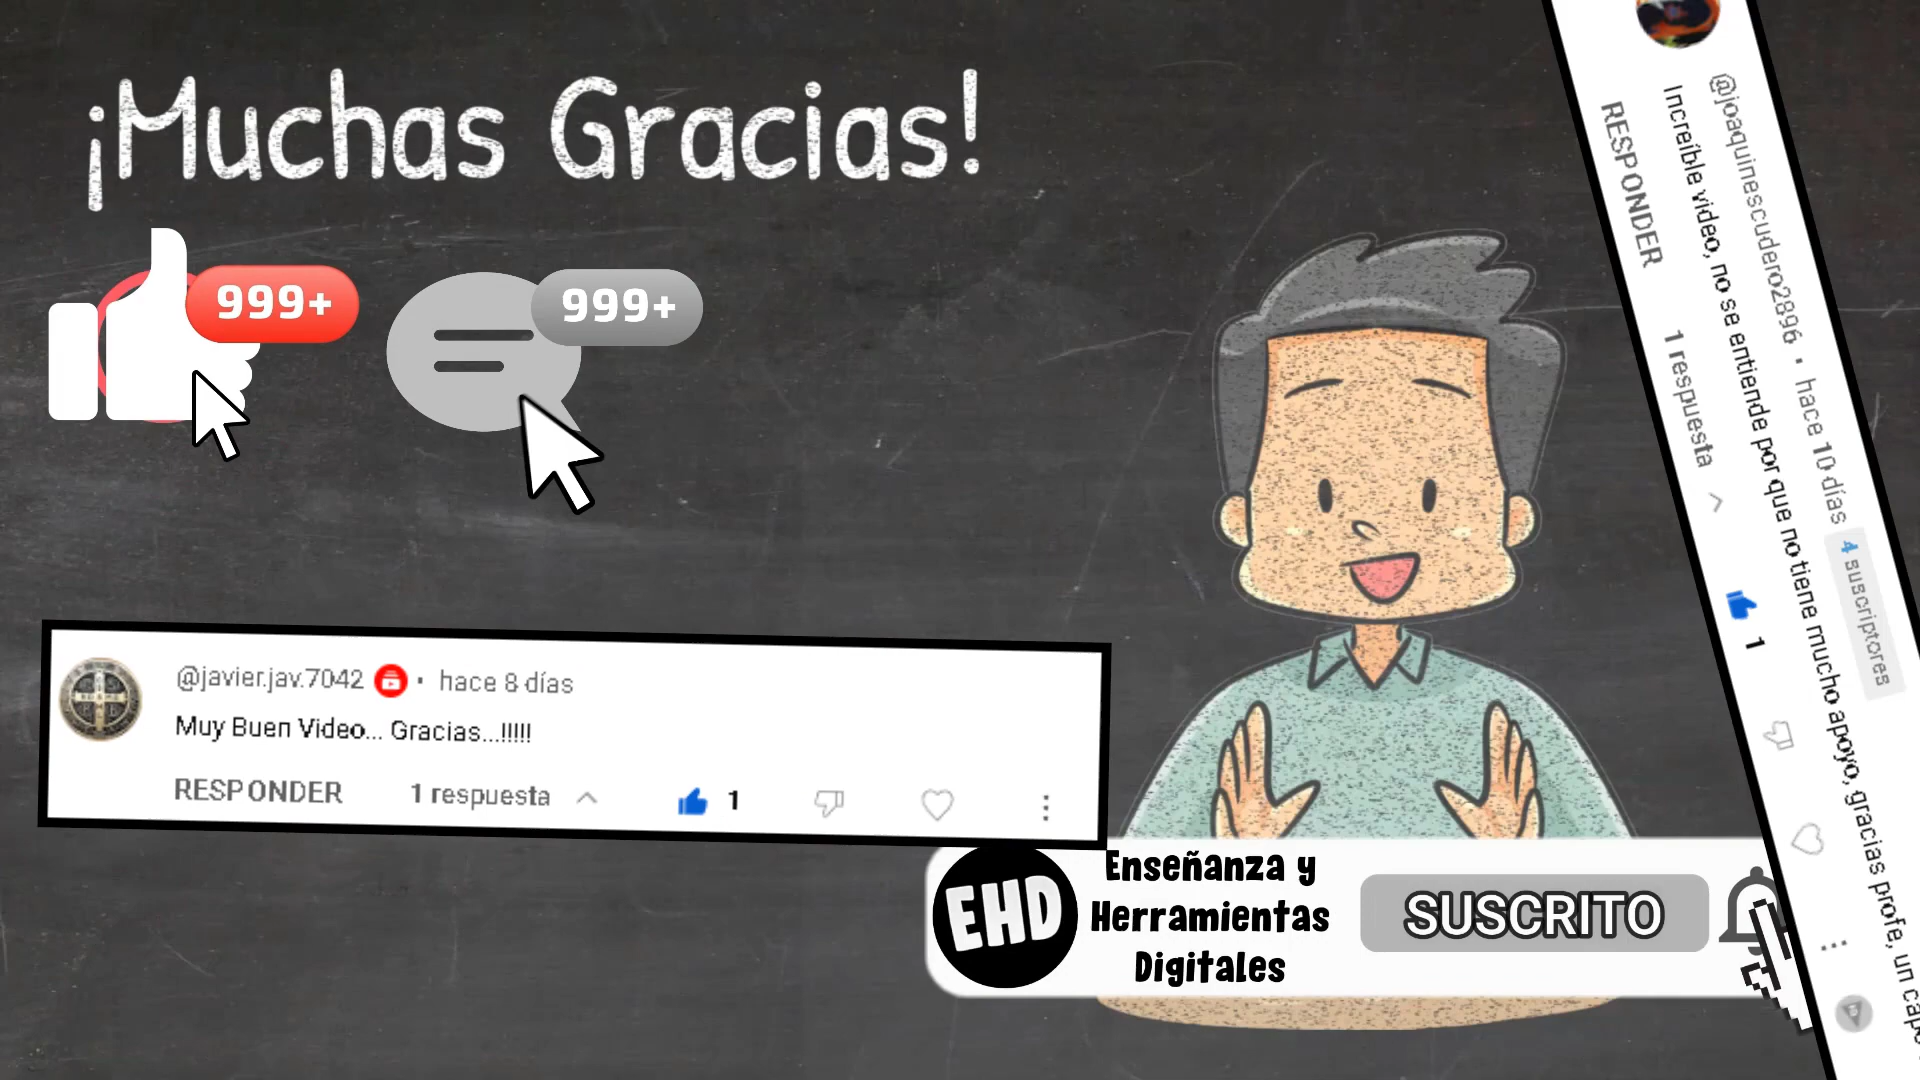 ¡Muchas Gracias!
999+
999+
@javier.jav.7042 · hace 8 días
Muy Buen Video... Gracias...!!!!!
RESPONDER 1 respuesta 1
EHD
Enseñanza y
Herramientas
Digitales
SUSCRITO
@joaquinescudero2896 · hace 10 días 4 suscriptores
Increíble video, no se entiende por que no tiene mucho apoyo, gracias profe, un capo
RESPONDER 1 respuesta 1